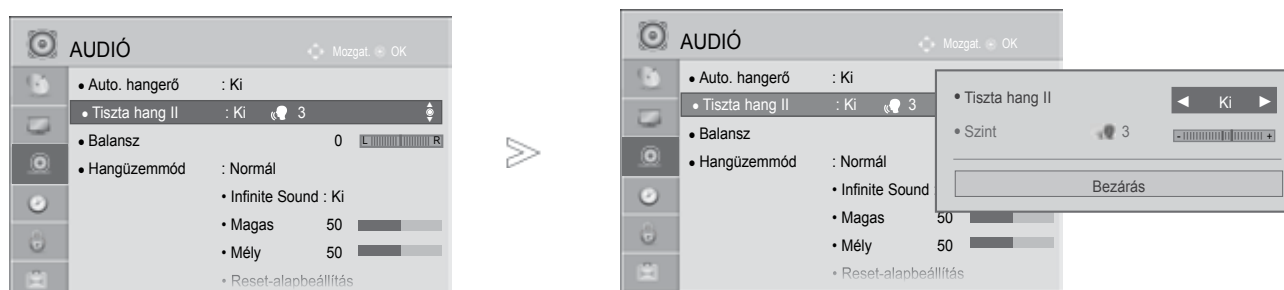 AUDIÓ Mozgat. OK
• Auto. hangerő : Ki
• Tiszta hang II : Ki 3
• Balansz 0 L R
• Hangüzemmód : Normál
• Infinite Sound : Ki
• Magas 50
• Mély 50
• Reset-alapbeállítás
AUDIÓ Mozgat. OK
• Auto. hangerő : Ki
• Tiszta hang II : Ki 3
• Balansz
• Hangüzemmód : Normál
• Infinite Sound :
• Magas 50
• Mély 50
• Reset-alapbeállítás
• Tiszta hang II ◄ Ki ►
• Szint 3 - +
Bezárás